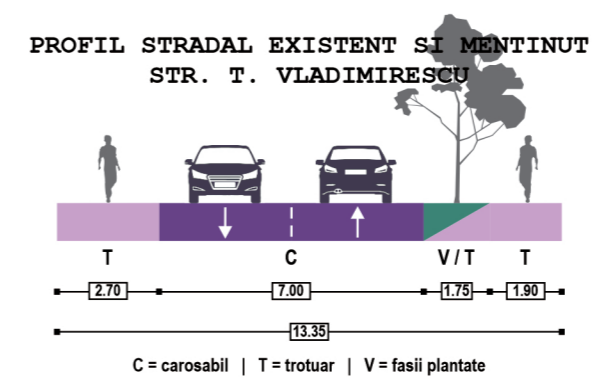 PROFIL STRADAL EXISTENT SI MENTINUT
STR. T. VLADIMIRESCU
T C V / T T
2.70 7.00 1.75 1.90
13.35
C = carosabil | T = trotuar | V = fasii plantate